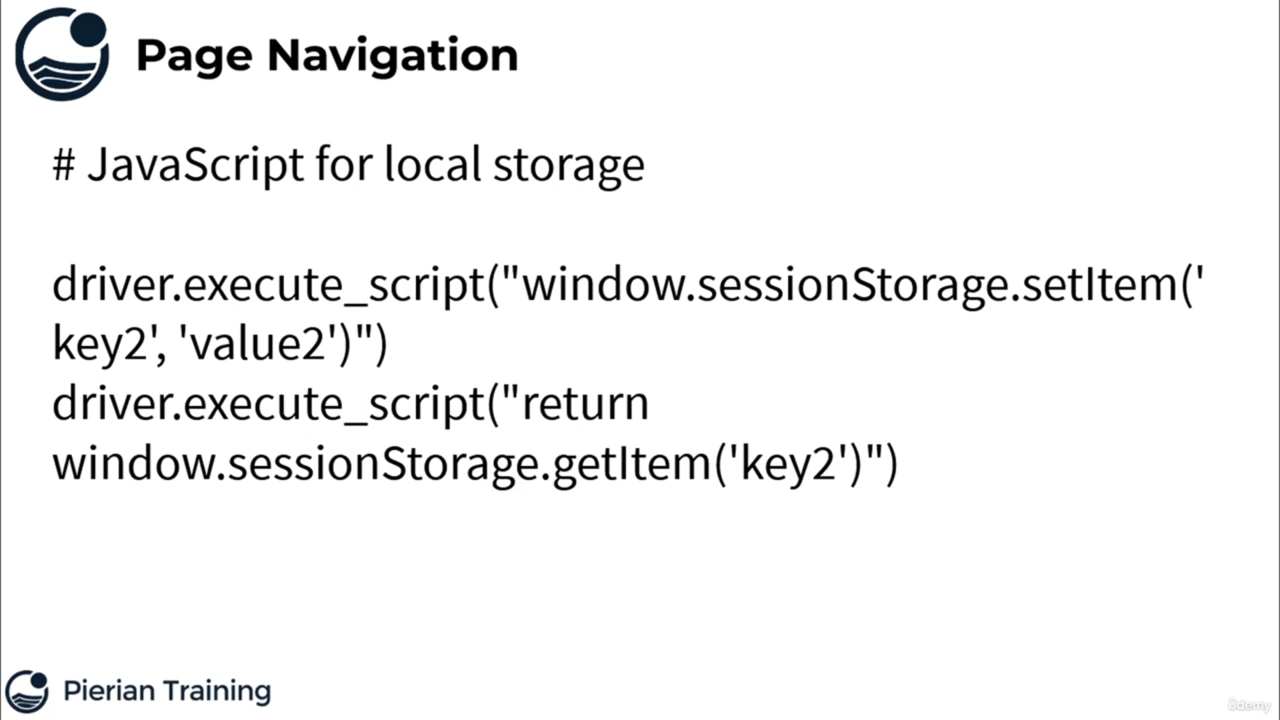 Page Navigation
# JavaScript for local storage
driver.execute_script("window.sessionStorage.setItem('
key2', 'value2')")
driver.execute_script("return
window.sessionStorage.getItem('key2')")
Pierian Training
ûdemy